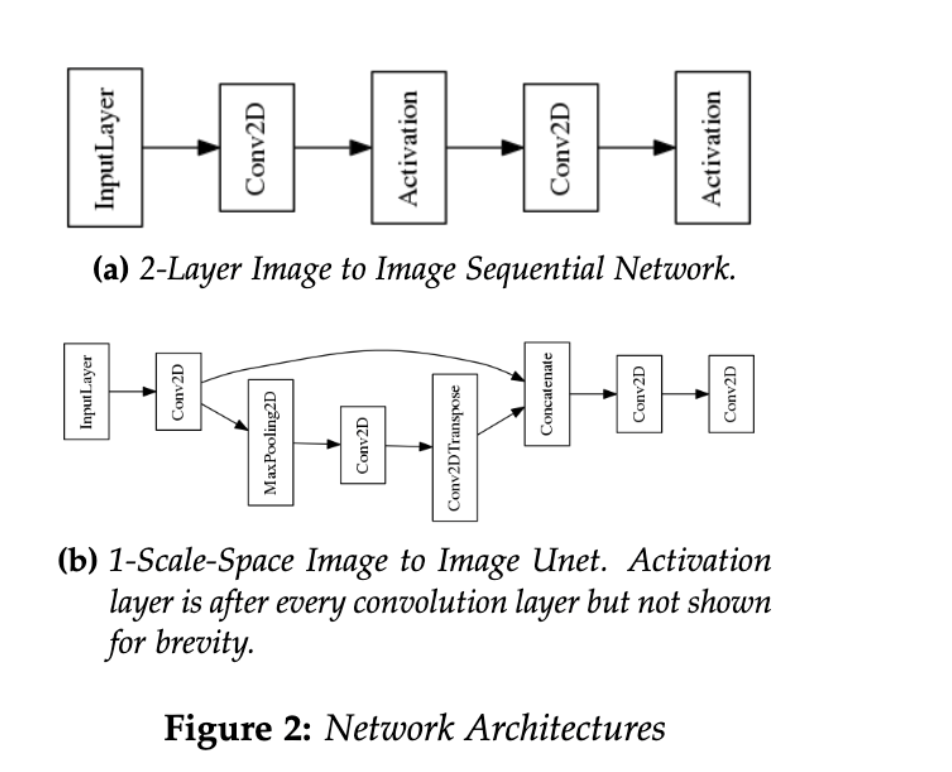 InputLayer
Conv2D
Activation
Conv2D
Activation
(a) 2-Layer Image to Image Sequential Network.
InputLayer
Conv2D
MaxPooling2D
Conv2D
Conv2DTranspose
Concatenate
Conv2D
Conv2D
(b) 1-Scale-Space Image to Image Unet. Activation
layer is after every convolution layer but not shown
for brevity.
Figure 2: Network Architectures